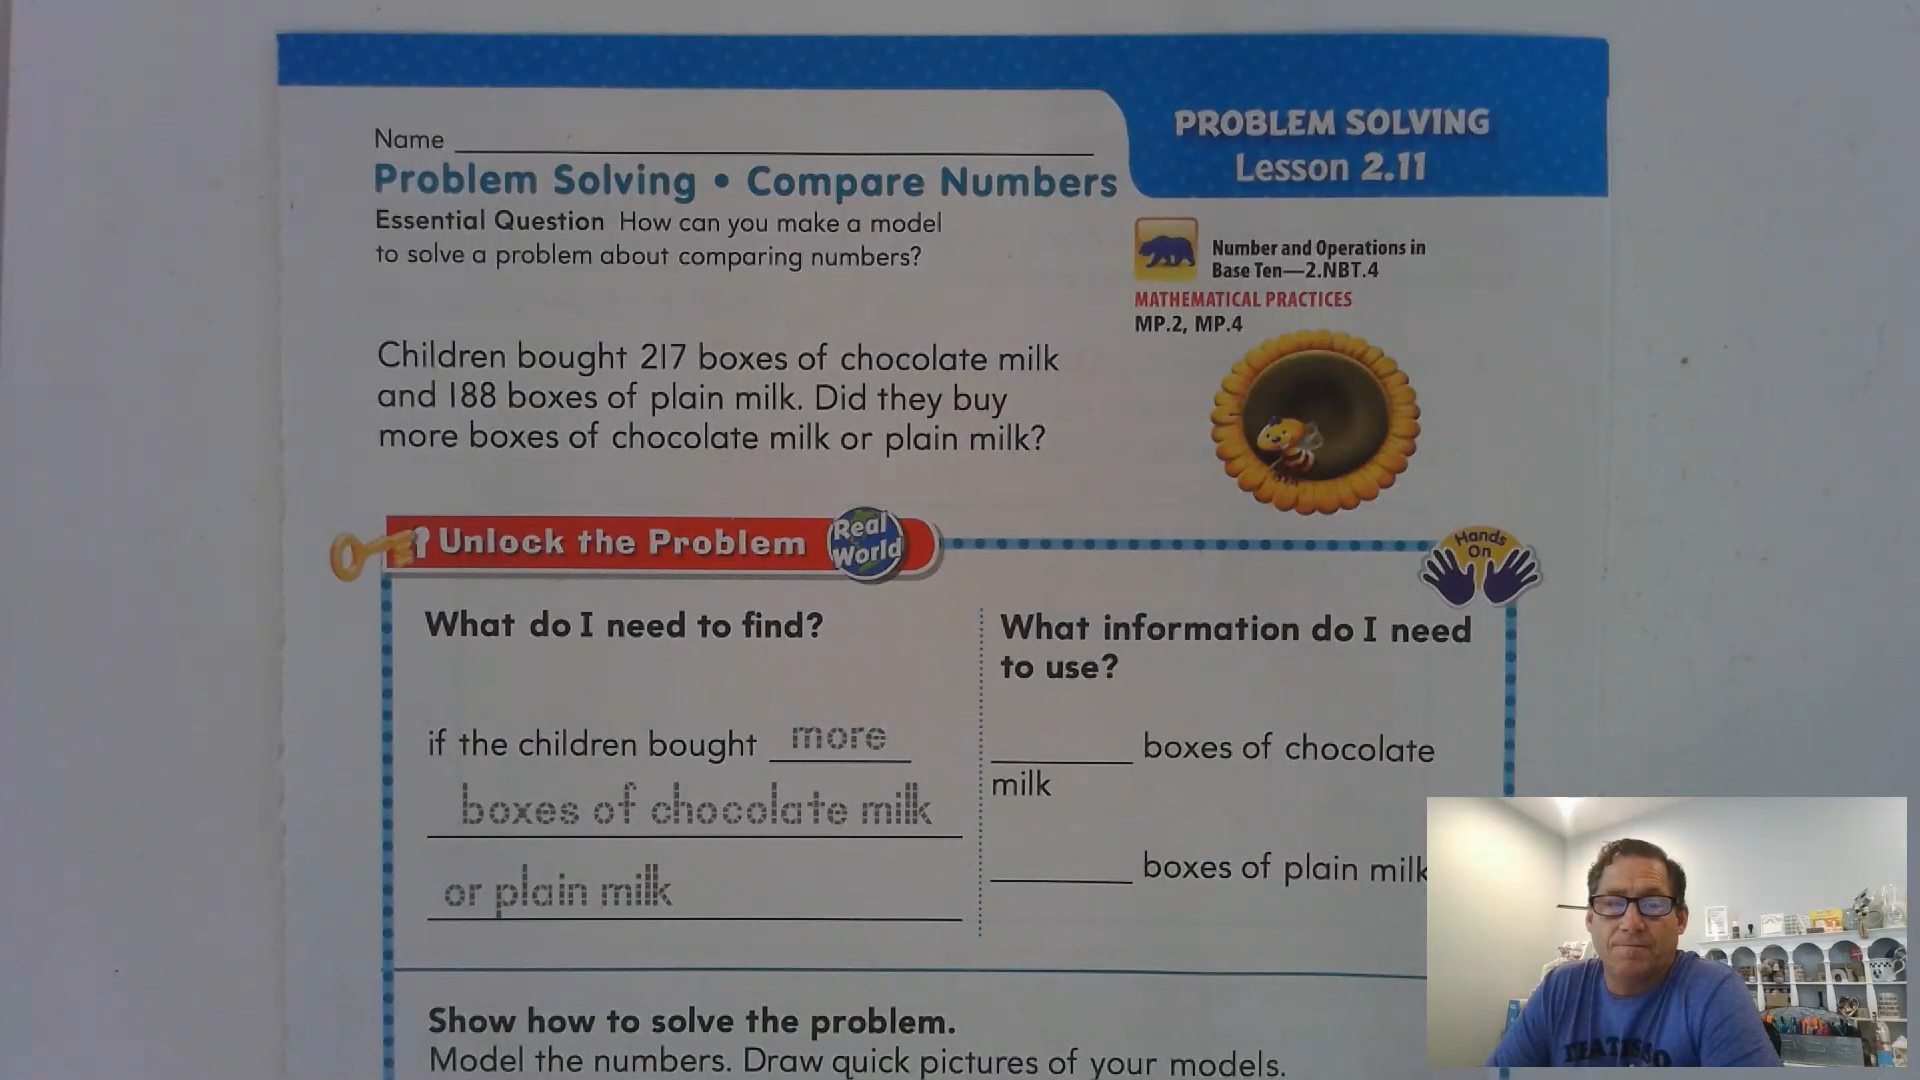 PROBLEM SOLVING
Lesson 2.11
Name
Problem Solving • Compare Numbers
Essential Question How can you make a model
to solve a problem about comparing numbers?
Number and Operations in
Base Ten—2.NBT.4
MATHEMATICAL PRACTICES
MP.2, MP.4
Children bought 217 boxes of chocolate milk
and 188 boxes of plain milk. Did they buy
more boxes of chocolate milk or plain milk?
Unlock the Problem
Real
World
Hands
On
What do I need to find?
if the children bought more
boxes of chocolate milk
or plain milk
What information do I need
to use?
boxes of chocolate
milk
boxes of plain milk
Show how to solve the problem.
Model the numbers. Draw quick pictures of your models.